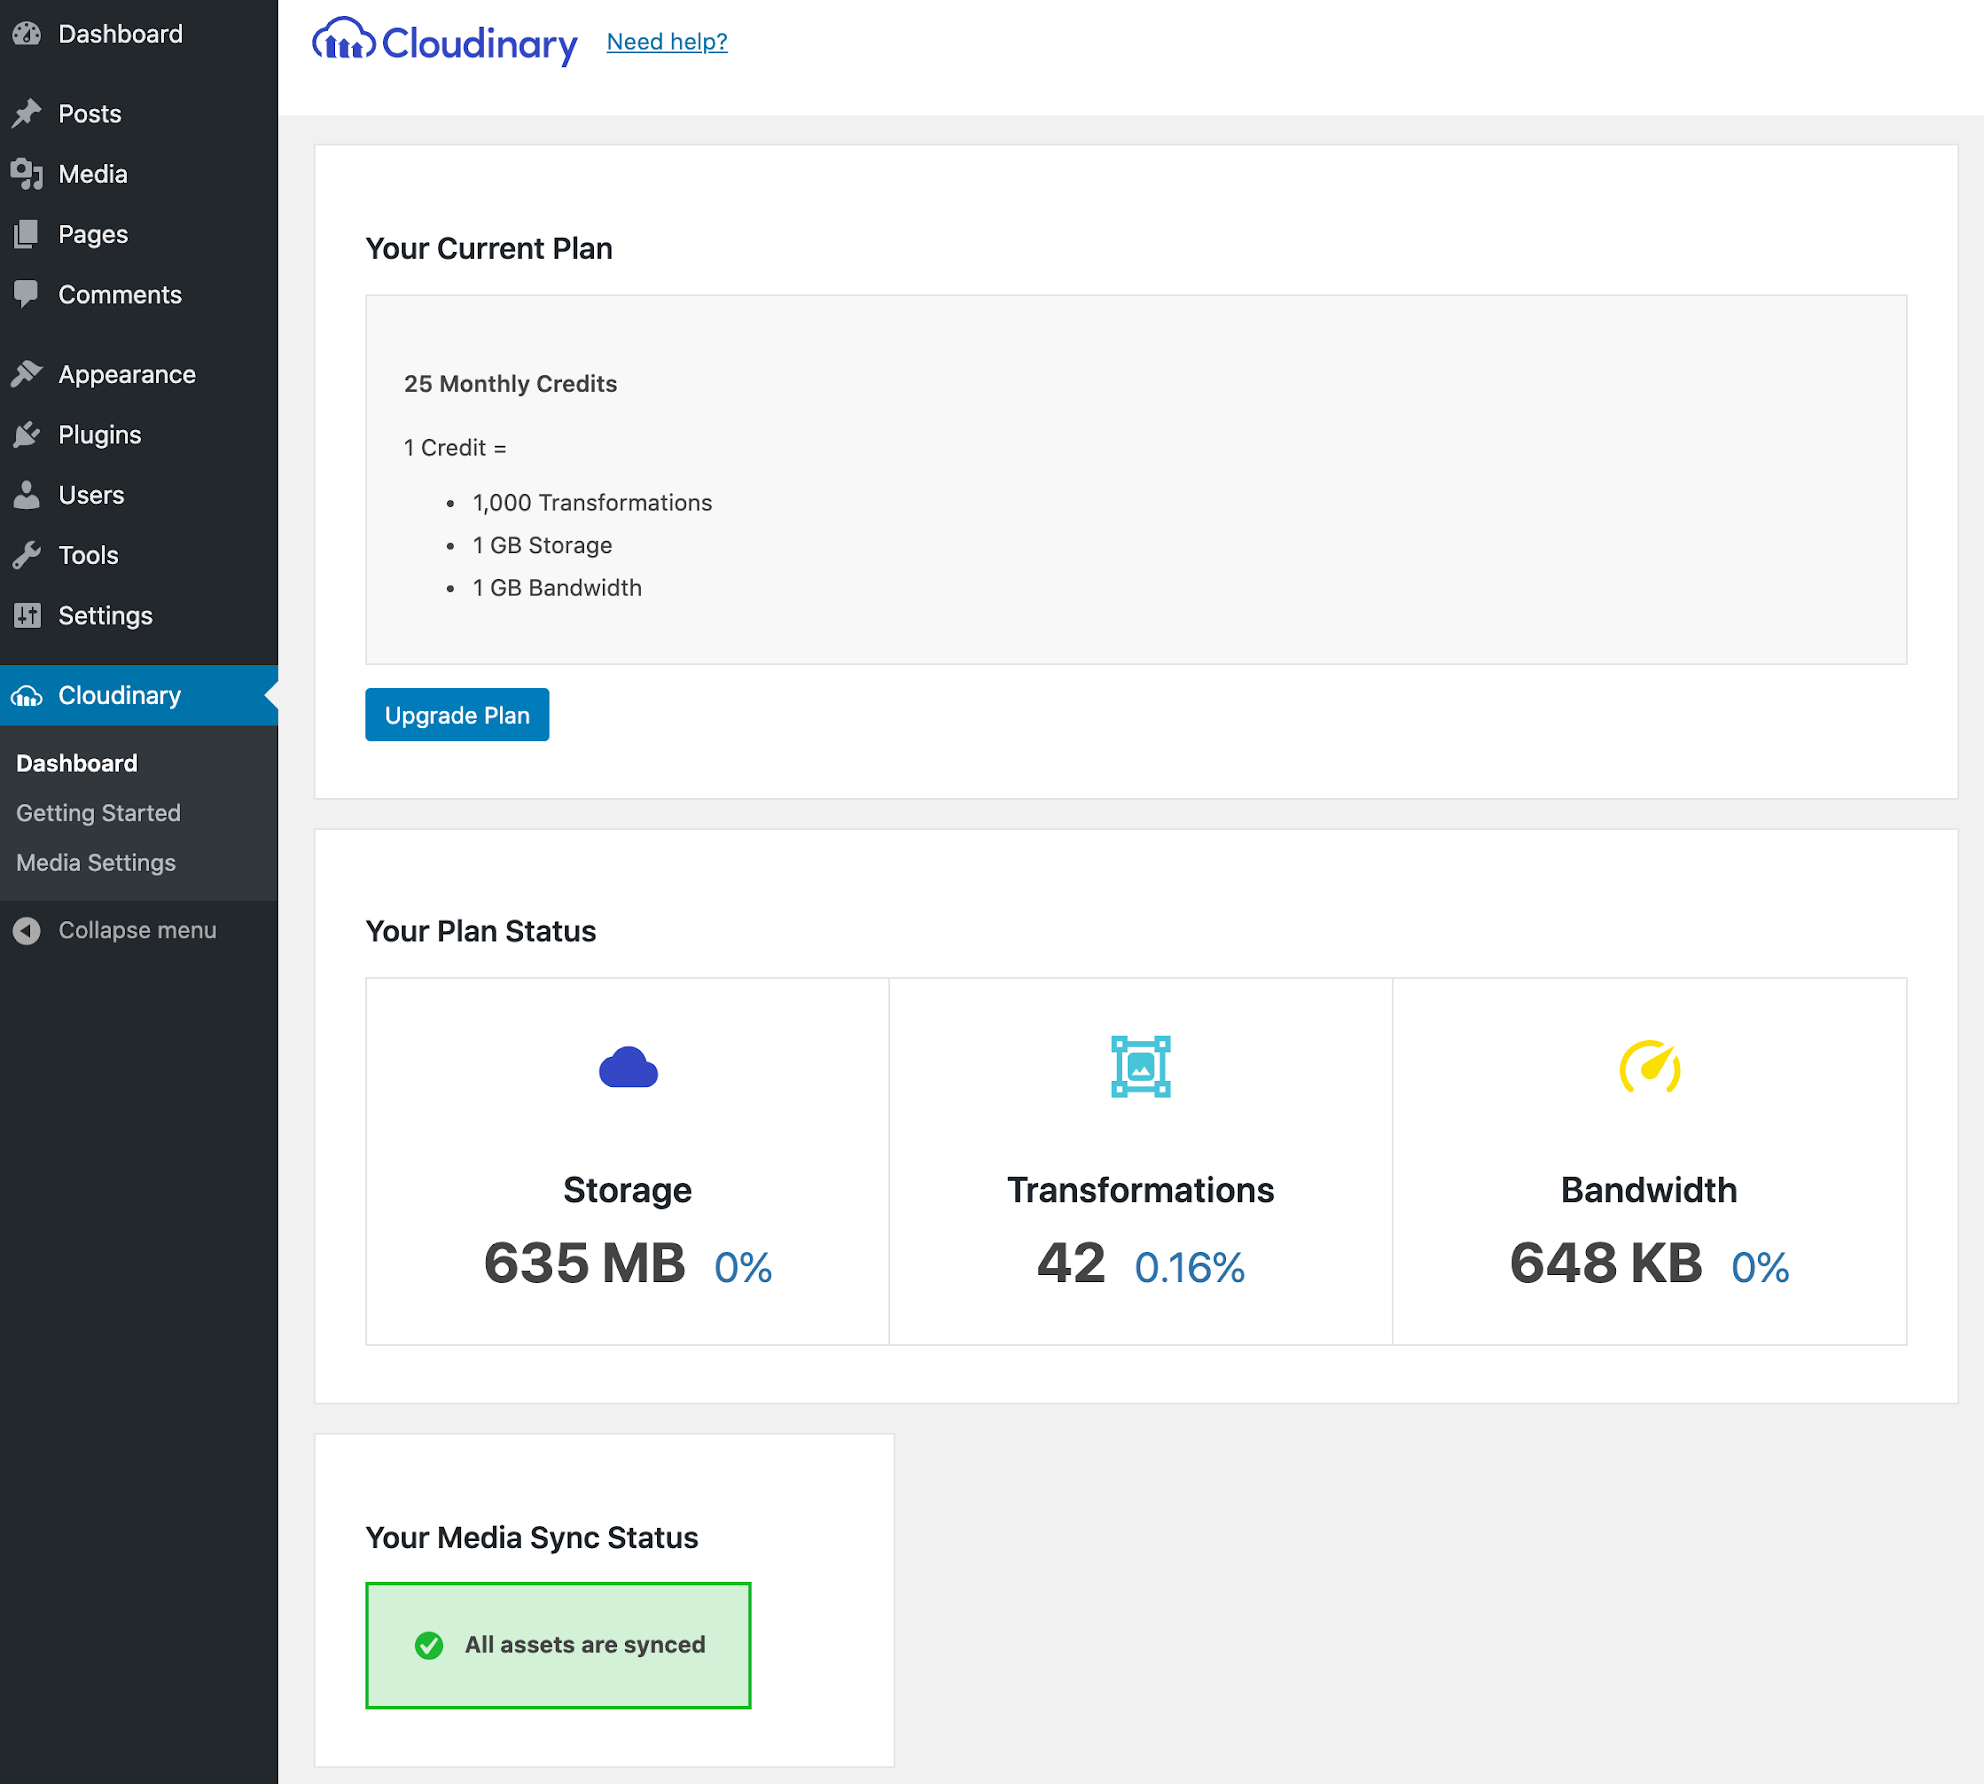 Dashboard
Posts
Media
Pages
Comments
Appearance
Plugins
Users
Tools
Settings
Cloudinary
Dashboard
Getting Started
Media Settings
Collapse menu
Cloudinary Need help?
Your Current Plan
25 Monthly Credits
1 Credit =
• 1,000 Transformations
• 1 GB Storage
• 1 GB Bandwidth
Upgrade Plan
Your Plan Status
Storage
635 MB 0%
Transformations
42 0.16%
Bandwidth
648 KB 0%
Your Media Sync Status
All assets are synced